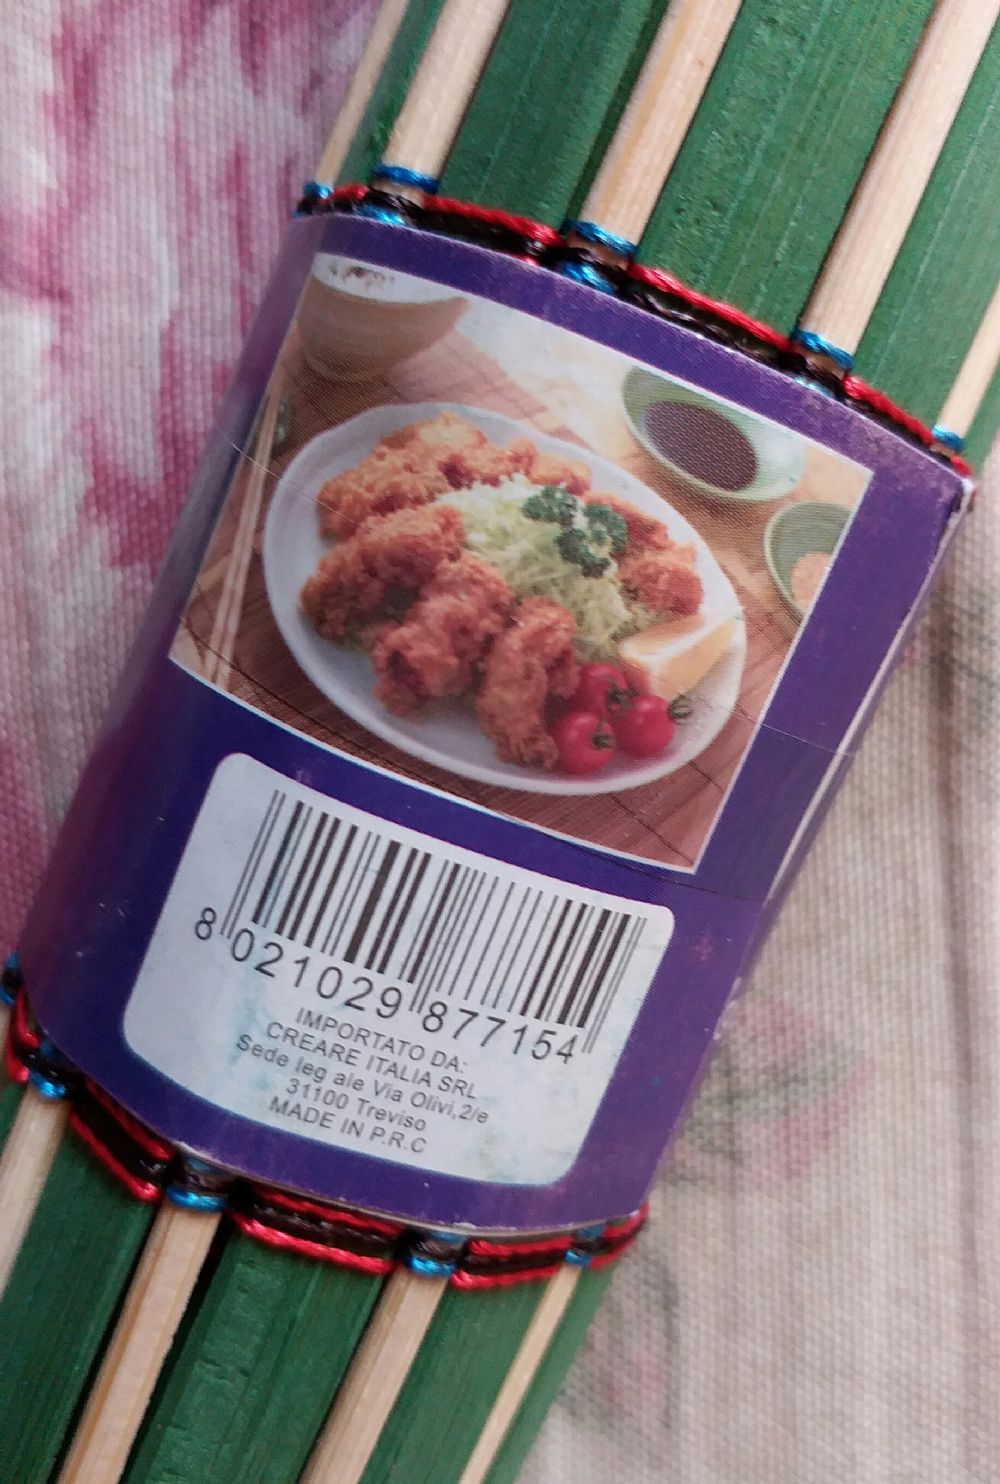 8 021029 877154
IMPORTATO DA:
CREARE ITALIA SRL
Sede leg ale Via Olivi,2/e
31100 Treviso
MADE IN P.R.C